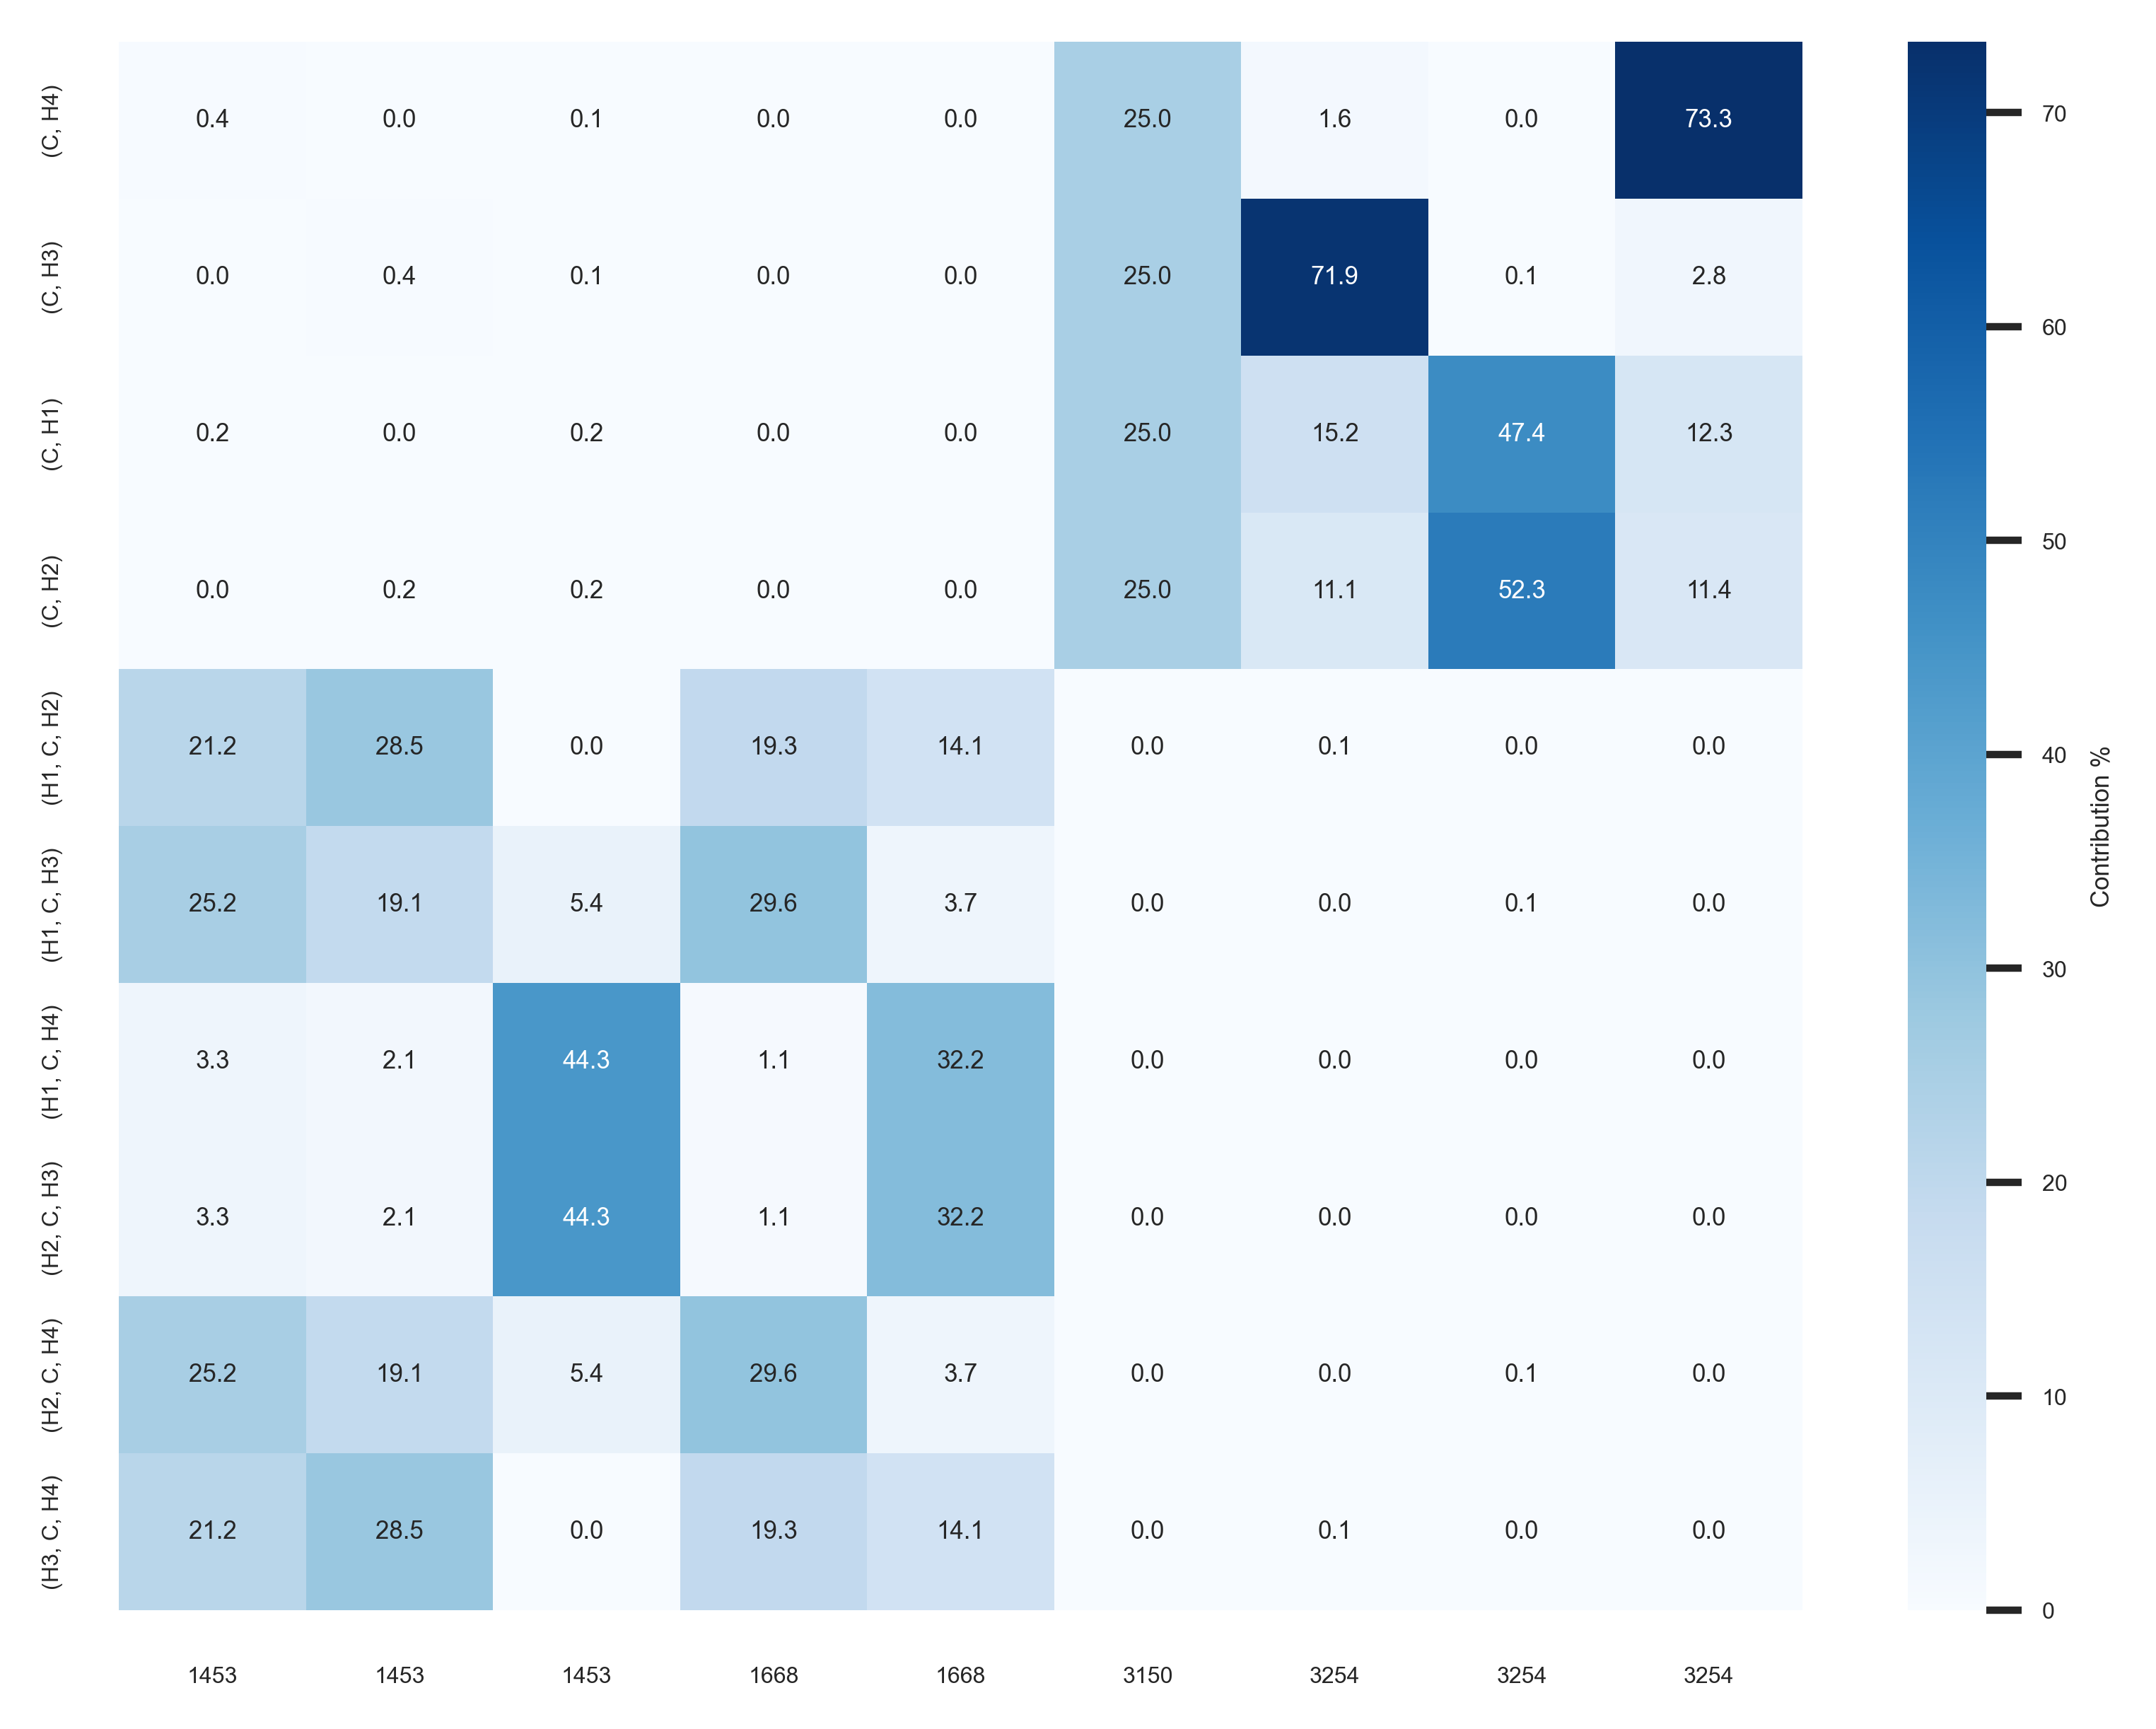 (C, H4) 0.4 0.0 0.1 0.0 0.0 25.0 1.6 0.0 73.3
(C, H3) 0.0 0.4 0.1 0.0 0.0 25.0 71.9 0.1 2.8
(C, H1) 0.2 0.0 0.2 0.0 0.0 25.0 15.2 47.4 12.3
(C, H2) 0.0 0.2 0.2 0.0 0.0 25.0 11.1 52.3 11.4
(H1, C, H2) 21.2 28.5 0.0 19.3 14.1 0.0 0.1 0.0 0.0
(H1, C, H3) 25.2 19.1 5.4 29.6 3.7 0.0 0.0 0.1 0.0
(H1, C, H4) 3.3 2.1 44.3 1.1 32.2 0.0 0.0 0.0 0.0
(H2, C, H3) 3.3 2.1 44.3 1.1 32.2 0.0 0.0 0.0 0.0
(H2, C, H4) 25.2 19.1 5.4 29.6 3.7 0.0 0.0 0.1 0.0
(H3, C, H4) 21.2 28.5 0.0 19.3 14.1 0.0 0.1 0.0 0.0
1453 1453 1453 1668 1668 3150 3254 3254 3254
70
60
50
40
30
20
10
0
Contribution %